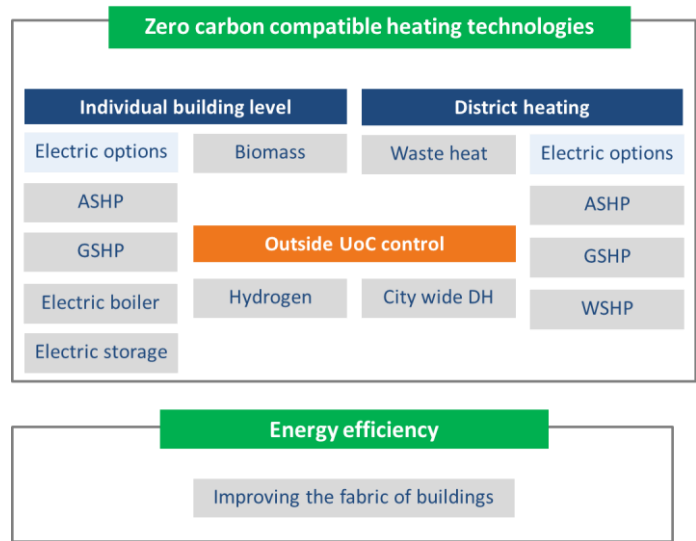 Zero carbon compatible heating technologies
Individual building level
District heating
Electric options
Biomass
Waste heat
Electric options
ASHP
ASHP
GSHP
Outside UoC control
GSHP
Electric boiler
Hydrogen
City wide DH
WSHP
Electric storage
Energy efficiency
Improving the fabric of buildings